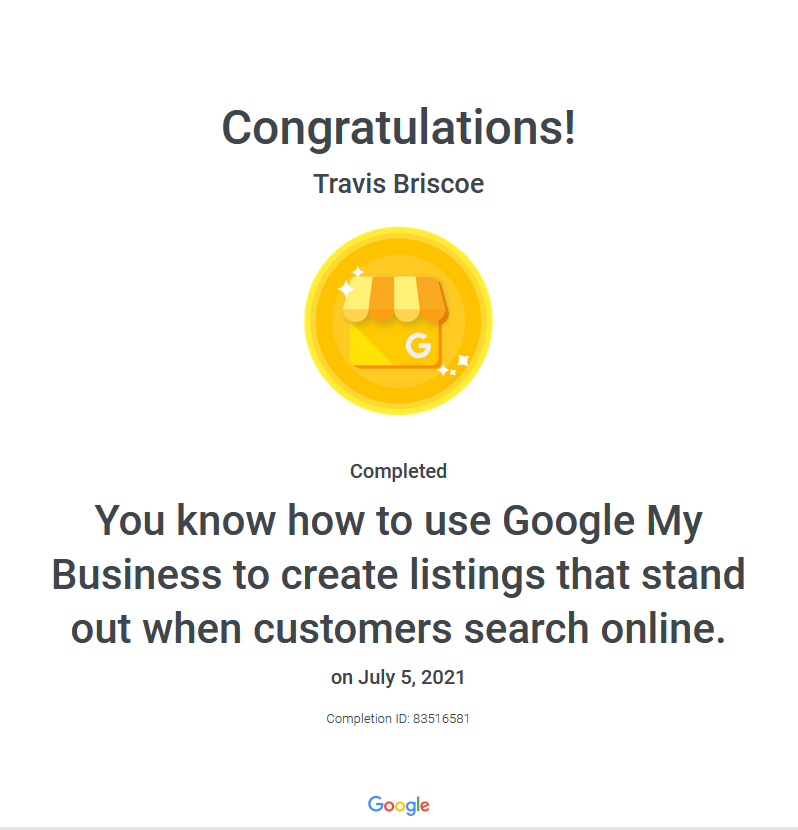 Congratulations!
Travis Briscoe
G
Completed
You know how to use Google My
Business to create listings that stand
out when customers search online.
on July 5, 2021
Completion ID: 83516581
Google